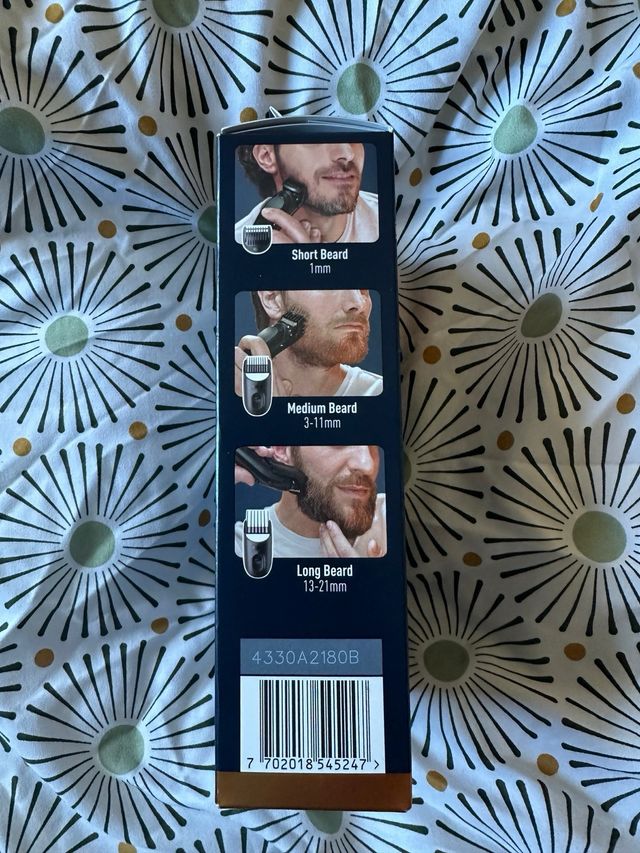 Short Beard
1mm
Medium Beard
3-11mm
Long Beard
13-21mm
4330A2180B
7 702018 545247 >